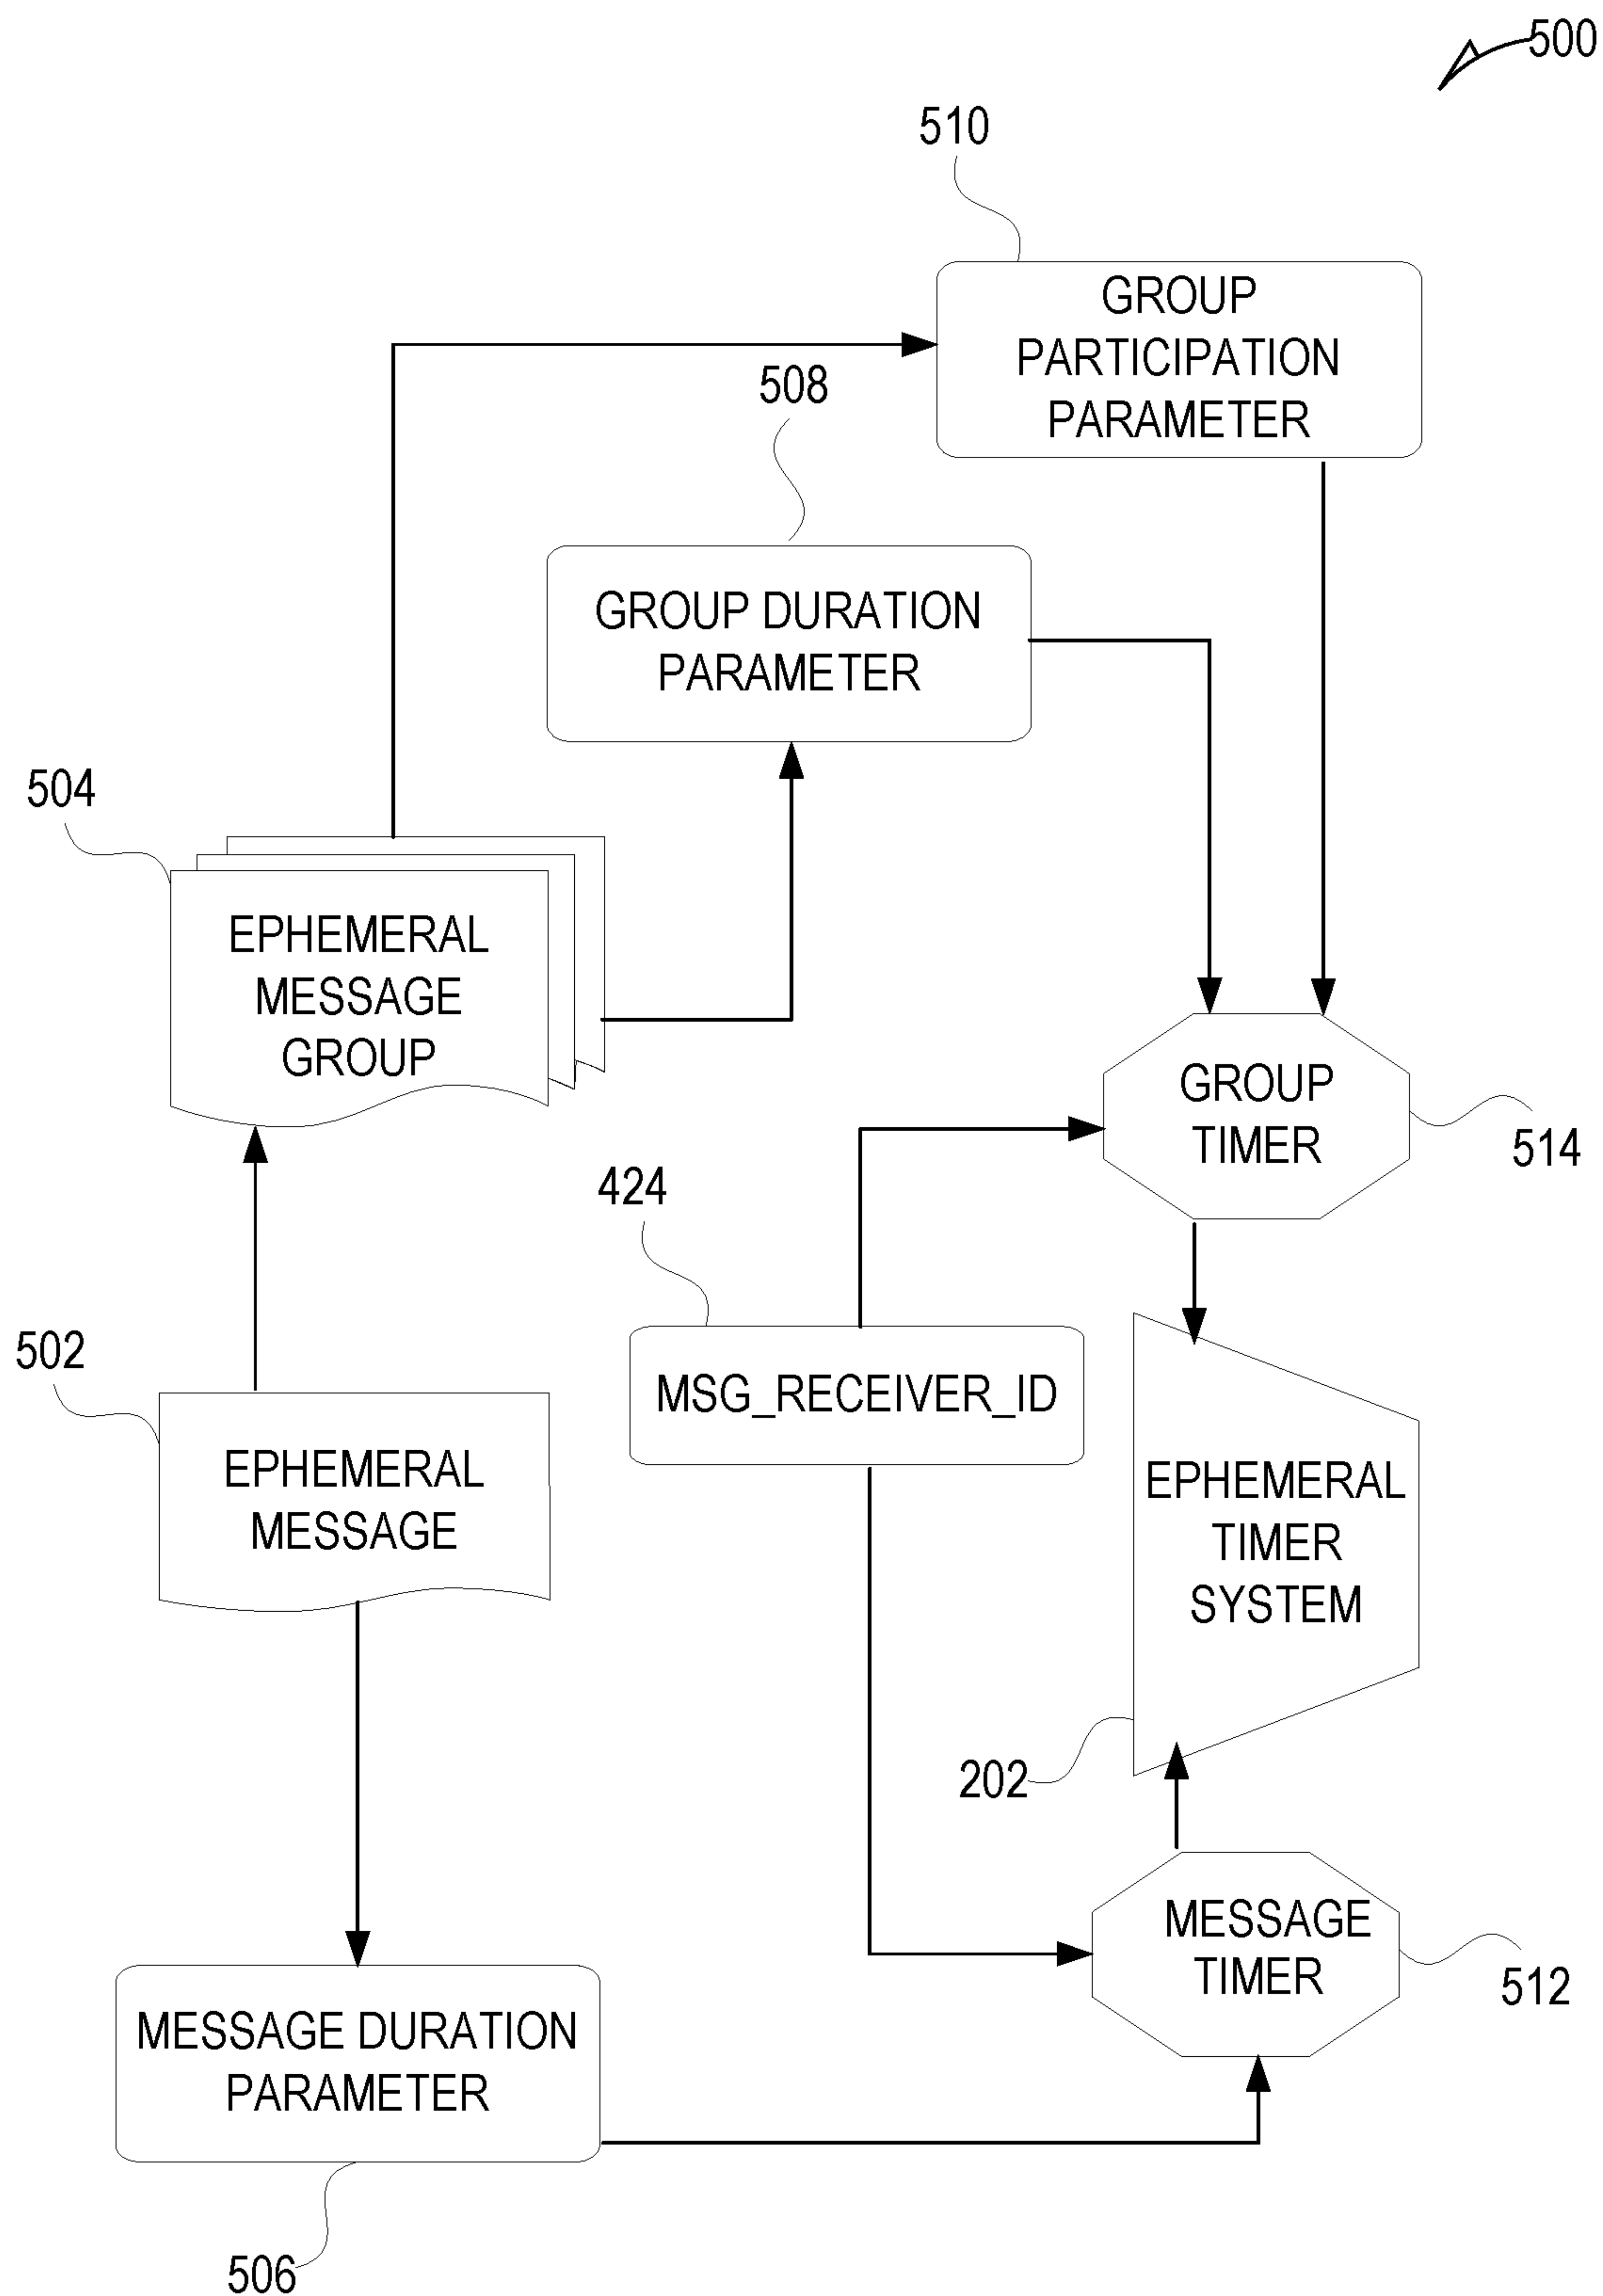 500
510
GROUP
PARTICIPATION
PARAMETER
508
GROUP DURATION
PARAMETER
504
EPHEMERAL
MESSAGE
GROUP
GROUP
TIMER
514
424
MSG_RECEIVER_ID
502
EPHEMERAL
MESSAGE
EPHEMERAL
TIMER
SYSTEM
202
MESSAGE
TIMER
512
MESSAGE DURATION
PARAMETER
506